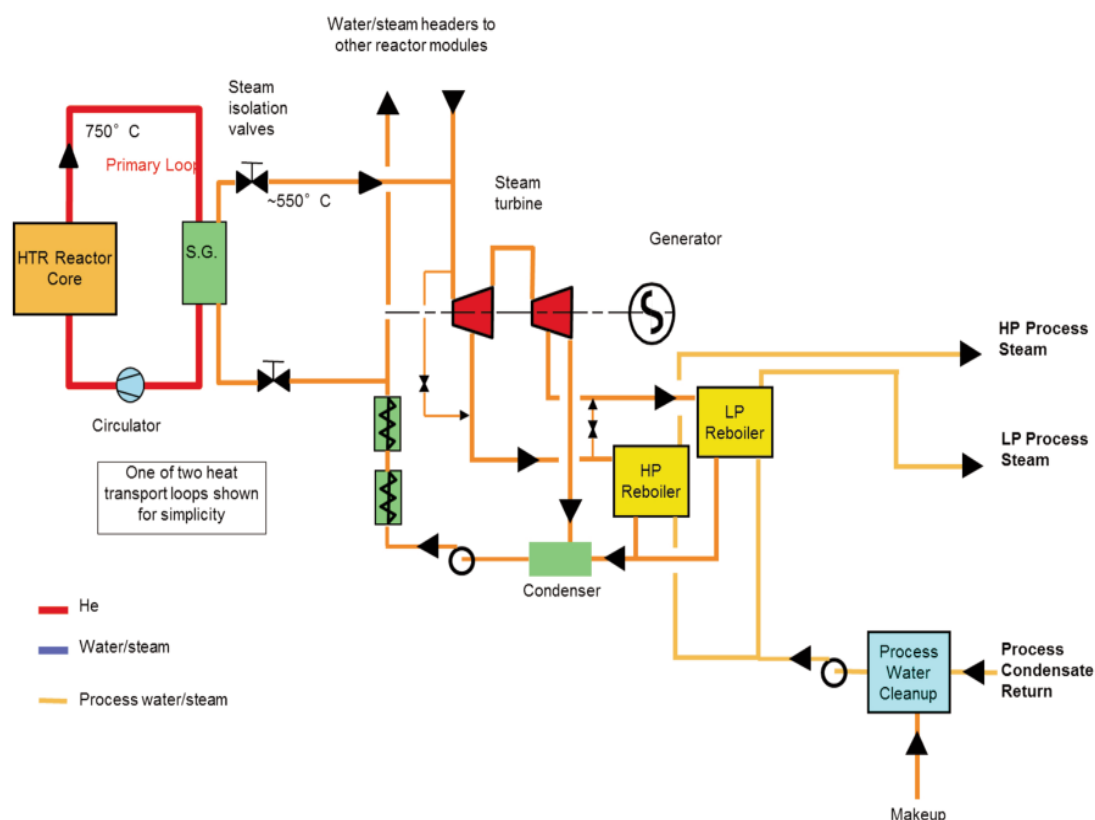 Water/steam headers to
other reactor modules
Steam
isolation
valves
750° C
Primary Loop
~550° C
Steam
turbine
Generator
HTR Reactor
Core
S.G.
HP Process
Steam
LP
Reboiler
LP Process
Steam
Circulator
HP
Reboiler
One of two heat
transport loops shown
for simplicity
Condenser
He
Water/steam
Process water/steam
Process
Water
Cleanup
Process
Condensate
Return
Makeup